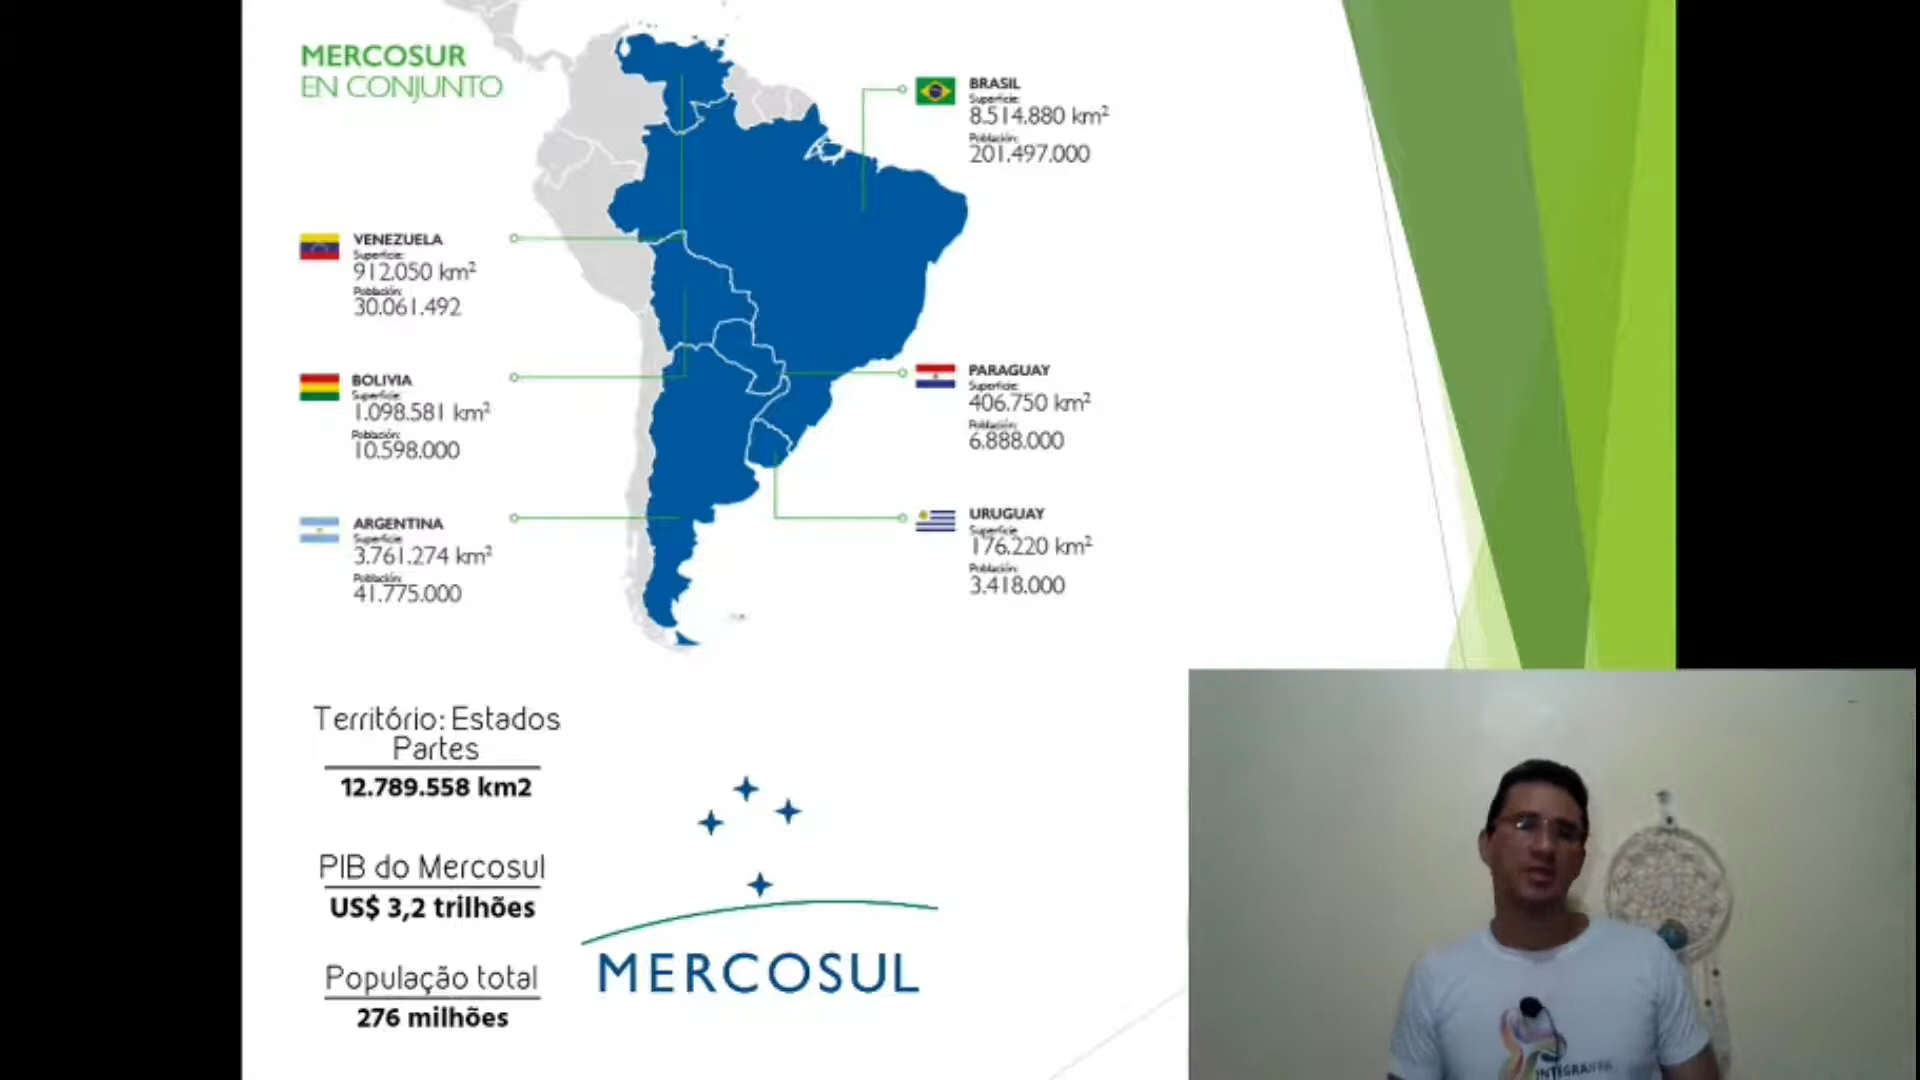 MERCOSUR
EN CONJUNTO
BRASIL
Superficie:
8.514.880 km²
Población:
201.497.000
VENEZUELA
Superficie:
912.050 km²
Población:
30.061.492
BOLIVIA
Superficie:
1.098.581 km²
Población:
10.598.000
ARGENTINA
Superficie:
3.761.274 km²
Población:
41.775.000
PARAGUAY
Superficie:
406.750 km²
Población:
6.888.000
URUGUAY
Superficie:
176.220 km²
Población:
3.418.000
Território: Estados
Partes
12.789.558 km2
PIB do Mercosul
US$ 3,2 trilhões
População total
276 milhões
MERCOSUL